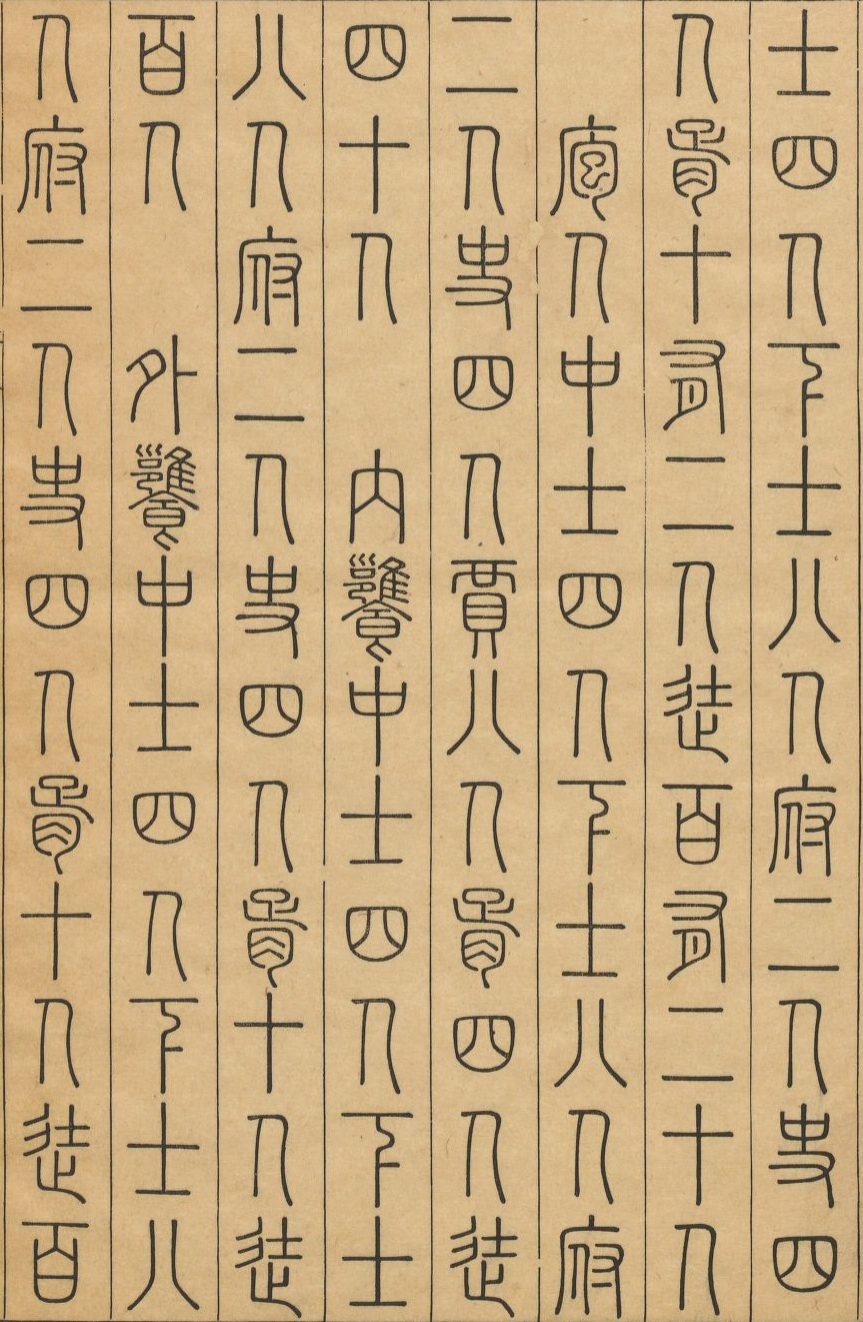 士四人下士八人府二人史四
人胥十有二人徒百有二十人
庖人中士四人下士八人府
二人史四人賈八人胥四人徒
四十人　內饔中士四人下士
八人府二人史四人胥十人徒
百人　外饔中士四人下士八
人府二人史四人胥十人徒百